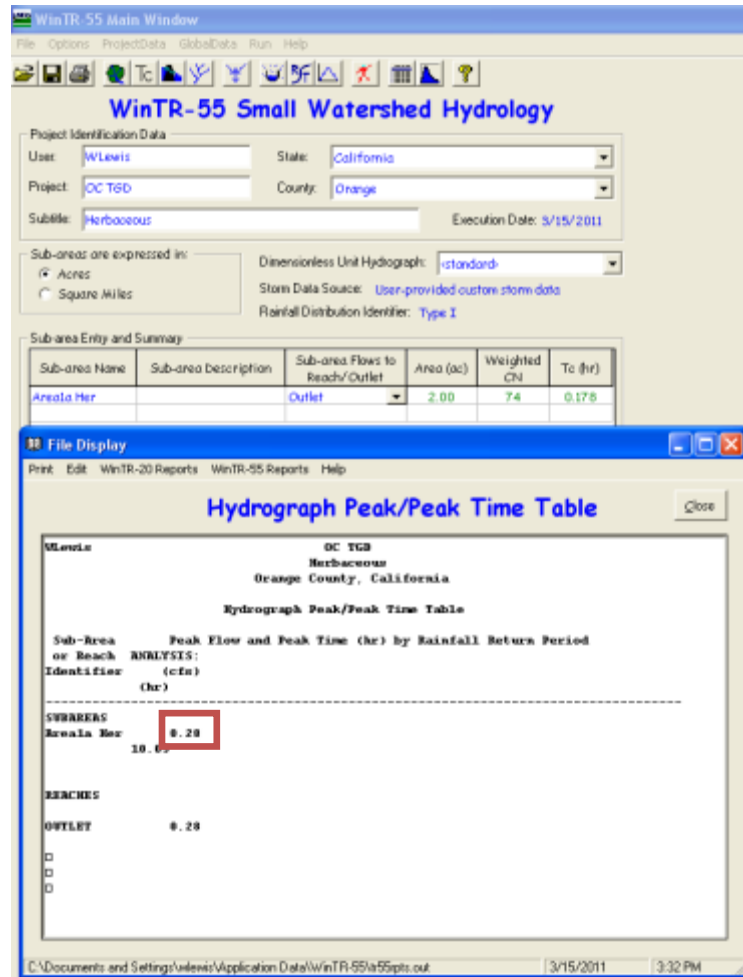 WinTR-55 Main Window
File Options ProjectData GlobalData Run Help
WinTR-55 Small Watershed Hydrology
Project Identification Data
User: WLewis State: California
Project: OC TGD County: Orange
Subtitle: Herbaceous Execution Date: 3/15/2011
Sub-areas are expressed in:
Acres
Square Miles
Dimensionless Unit Hydrograph: <standard>
Storm Data Source: User-provided custom storm data
Rainfall Distribution Identifier: Type I
Sub-area Entry and Summary
Sub-area Name Sub-area Description Sub-area Flows to Reach/Outlet Area (ac) Weighted CN Tc (hr)
Area1a Her Outlet 2.00 74 0.178
File Display
Print Edit WinTR-20 Reports WinTR-55 Reports Help
Hydrograph Peak/Peak Time Table
Close
WLewis OC TGD
Herbaceous
Orange County, California
Hydrograph Peak/Peak Time Table
Sub-Area Peak Flow and Peak Time (hr) by Rainfall Return Period
or Reach ANALYSIS:
Identifier (cfs)
(hr)
SUBAREAS
Area1a Her 0.28
REACHES
OUTLET 0.28
C:\Documents and Settings\wlewis\Application Data\WinTR-55\tr55rpts.out 3/15/2011 3:32 PM